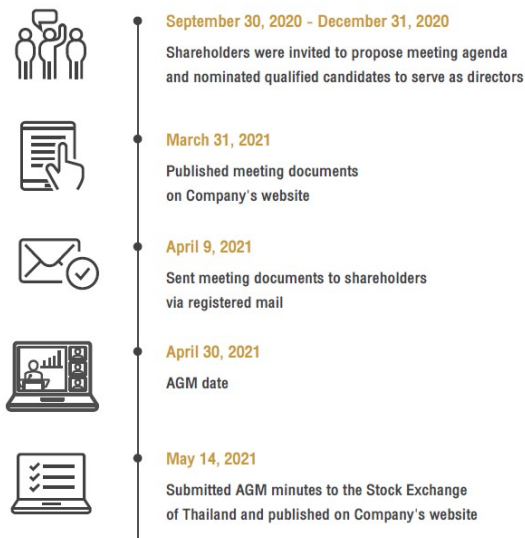 September 30, 2020 - December 31, 2020
Shareholders were invited to propose meeting agenda
and nominated qualified candidates to serve as directors
March 31, 2021
Published meeting documents
on Company's website
April 9, 2021
Sent meeting documents to shareholders
via registered mail
April 30, 2021
AGM date
May 14, 2021
Submitted AGM minutes to the Stock Exchange
of Thailand and published on Company's website